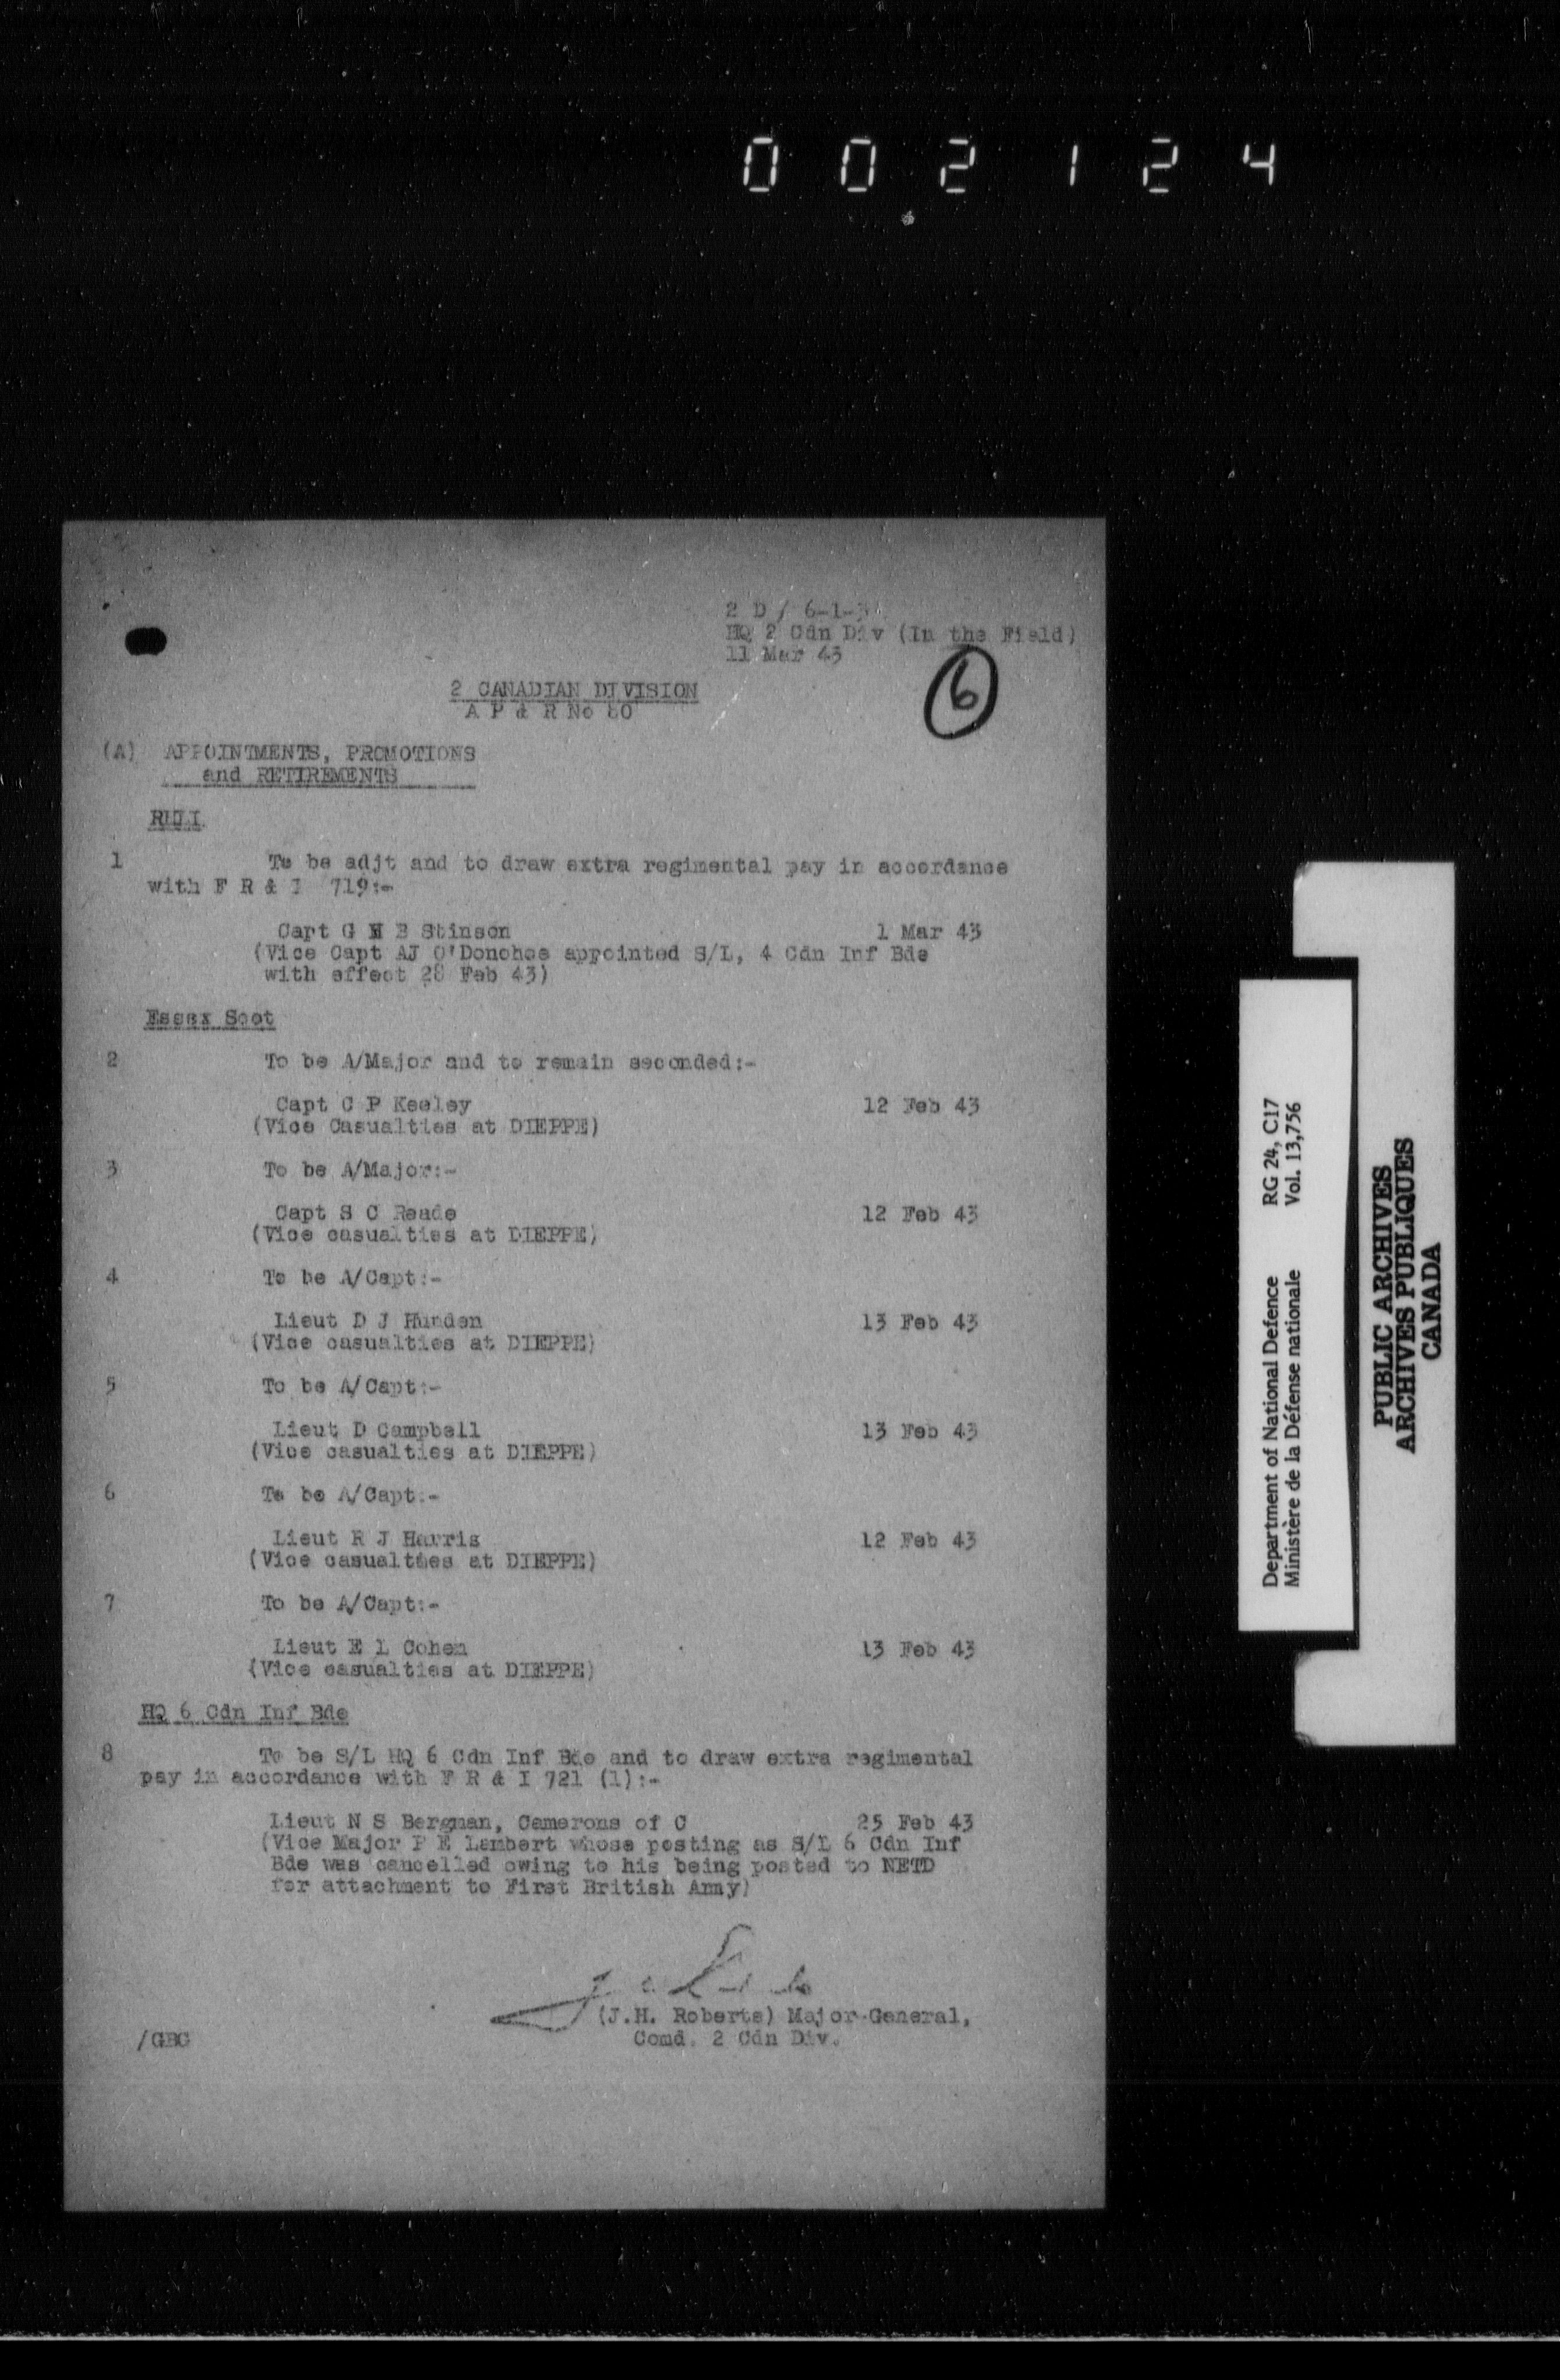 002124
2 D / 6-1-3
HQ 2 Cdn Div (In the Field)
11 Mar 43
6
2 CANADIAN DIVISION
A P & R No 80
(A) APPOINTMENTS, PROMOTIONS
and RETIREMENTS
RHLI
1 To be adjt and to draw extra regimental pay in accordance
with F R & I 719:-
Capt G H B Stinson 1 Mar 43
(Vice Capt AJ O'Donohoe appointed S/L, 4 Cdn Inf Bde
with effect 28 Feb 43)
Essex Scot
2 To be A/Major and to remain seconded:-
Capt C P Keeley 12 Feb 43
(Vice Casualties at DIEPPE)
3 To be A/Major:-
Capt S C Reade 12 Feb 43
(Vice casualties at DIEPPE)
4 To be A/Capt:-
Lieut D J Hunden 13 Feb 43
(Vice casualties at DIEPPE)
5 To be A/Capt:-
Lieut D Campbell 13 Feb 43
(Vice casualties at DIEPPE)
6 To be A/Capt:-
Lieut R J Harris 12 Feb 43
(Vice casualties at DIEPPE)
7 To be A/Capt:-
Lieut E L Cohen 13 Feb 43
(Vice casualties at DIEPPE)
HQ 6 Cdn Inf Bde
8 To be S/L HQ 6 Cdn Inf Bde and to draw extra regimental
pay in accordance with F R & I 721 (1):-
Lieut N S Bergman, Camerons of C 25 Feb 43
(Vice Major P E Lambert whose posting as S/L 6 Cdn Inf
Bde was cancelled owing to his being posted to NETD
for attachment to First British Army)
(J.H. Roberts) Major-General,
Comd. 2 Cdn Div.
/GBC
Department of National Defence RG 24, C17
Ministère de la Défense nationale Vol. 13,756
PUBLIC ARCHIVES
ARCHIVES PUBLIQUES
CANADA